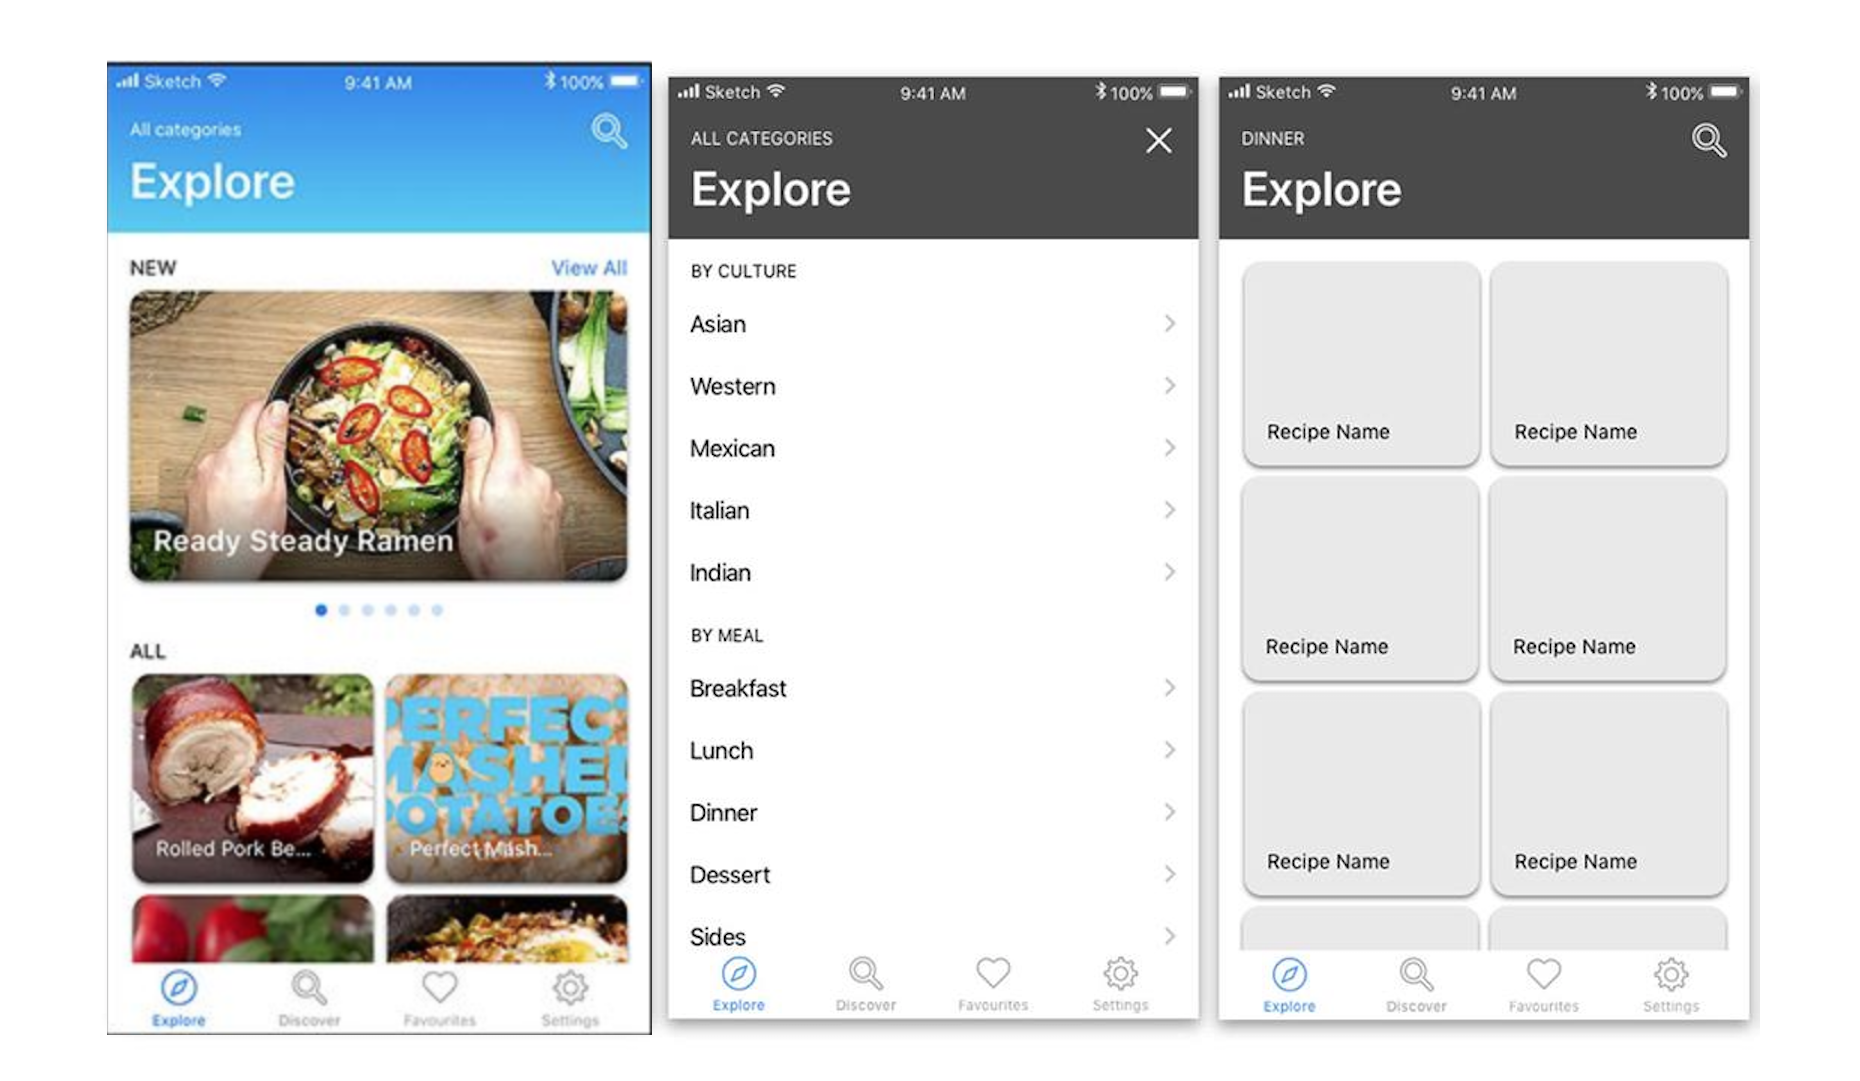 Sketch 9:41 AM 100%
All categories
Explore
NEW View All
Ready Steady Ramen
ALL
PERFECT
MASHED
POTATOES
Rolled Pork Be... Perfect Mash...
Explore Discover Favourites Settings
Sketch 9:41 AM 100%
ALL CATEGORIES
Explore
BY CULTURE
Asian
Western
Mexican
Italian
Indian
BY MEAL
Breakfast
Lunch
Dinner
Dessert
Sides
Explore Discover Favourites Settings
Sketch 9:41 AM 100%
DINNER
Explore
Recipe Name Recipe Name
Recipe Name Recipe Name
Recipe Name Recipe Name
Explore Discover Favourites Settings